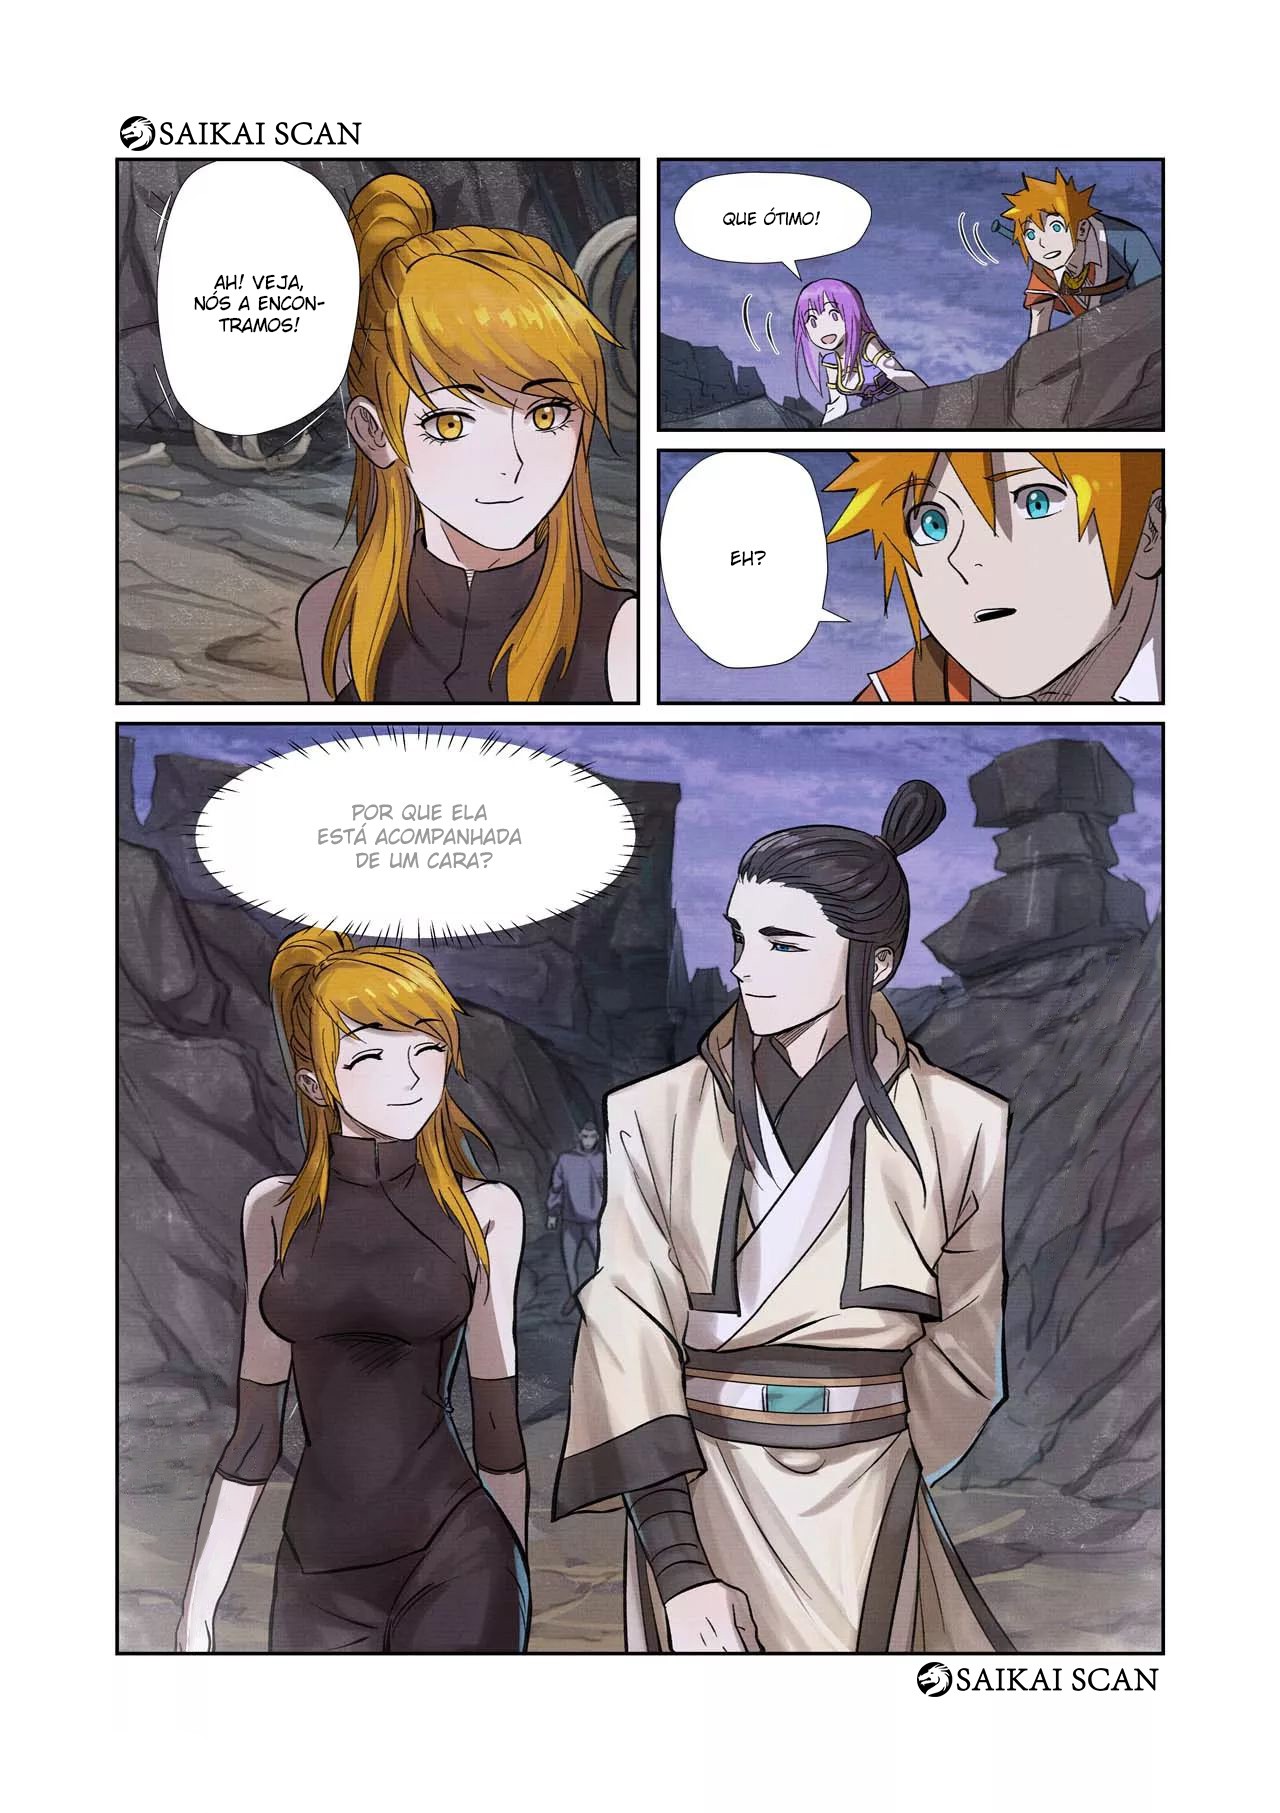 SAIKAI SCAN
AH! VEJA,
NÓS A ENCON-
TRAMOS!
QUE ÓTIMO!
EH?
POR QUE ELA
ESTÁ ACOMPANHADA
DE UM CARA?
SAIKAI SCAN